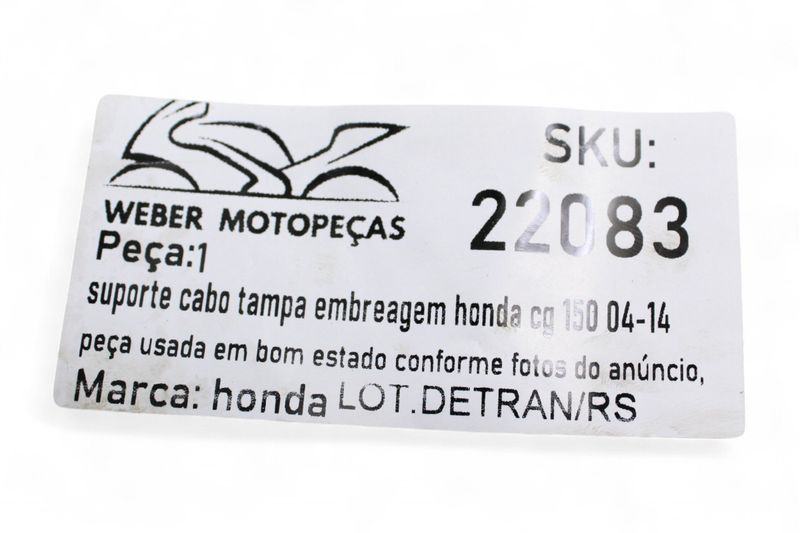 WEBER MOTOPEÇAS
SKU:
22083
Peça:1
suporte cabo tampa embreagem honda cg 150 04-14
peça usada em bom estado conforme fotos do anúncio,
Marca: honda LOT.DETRAN/RS